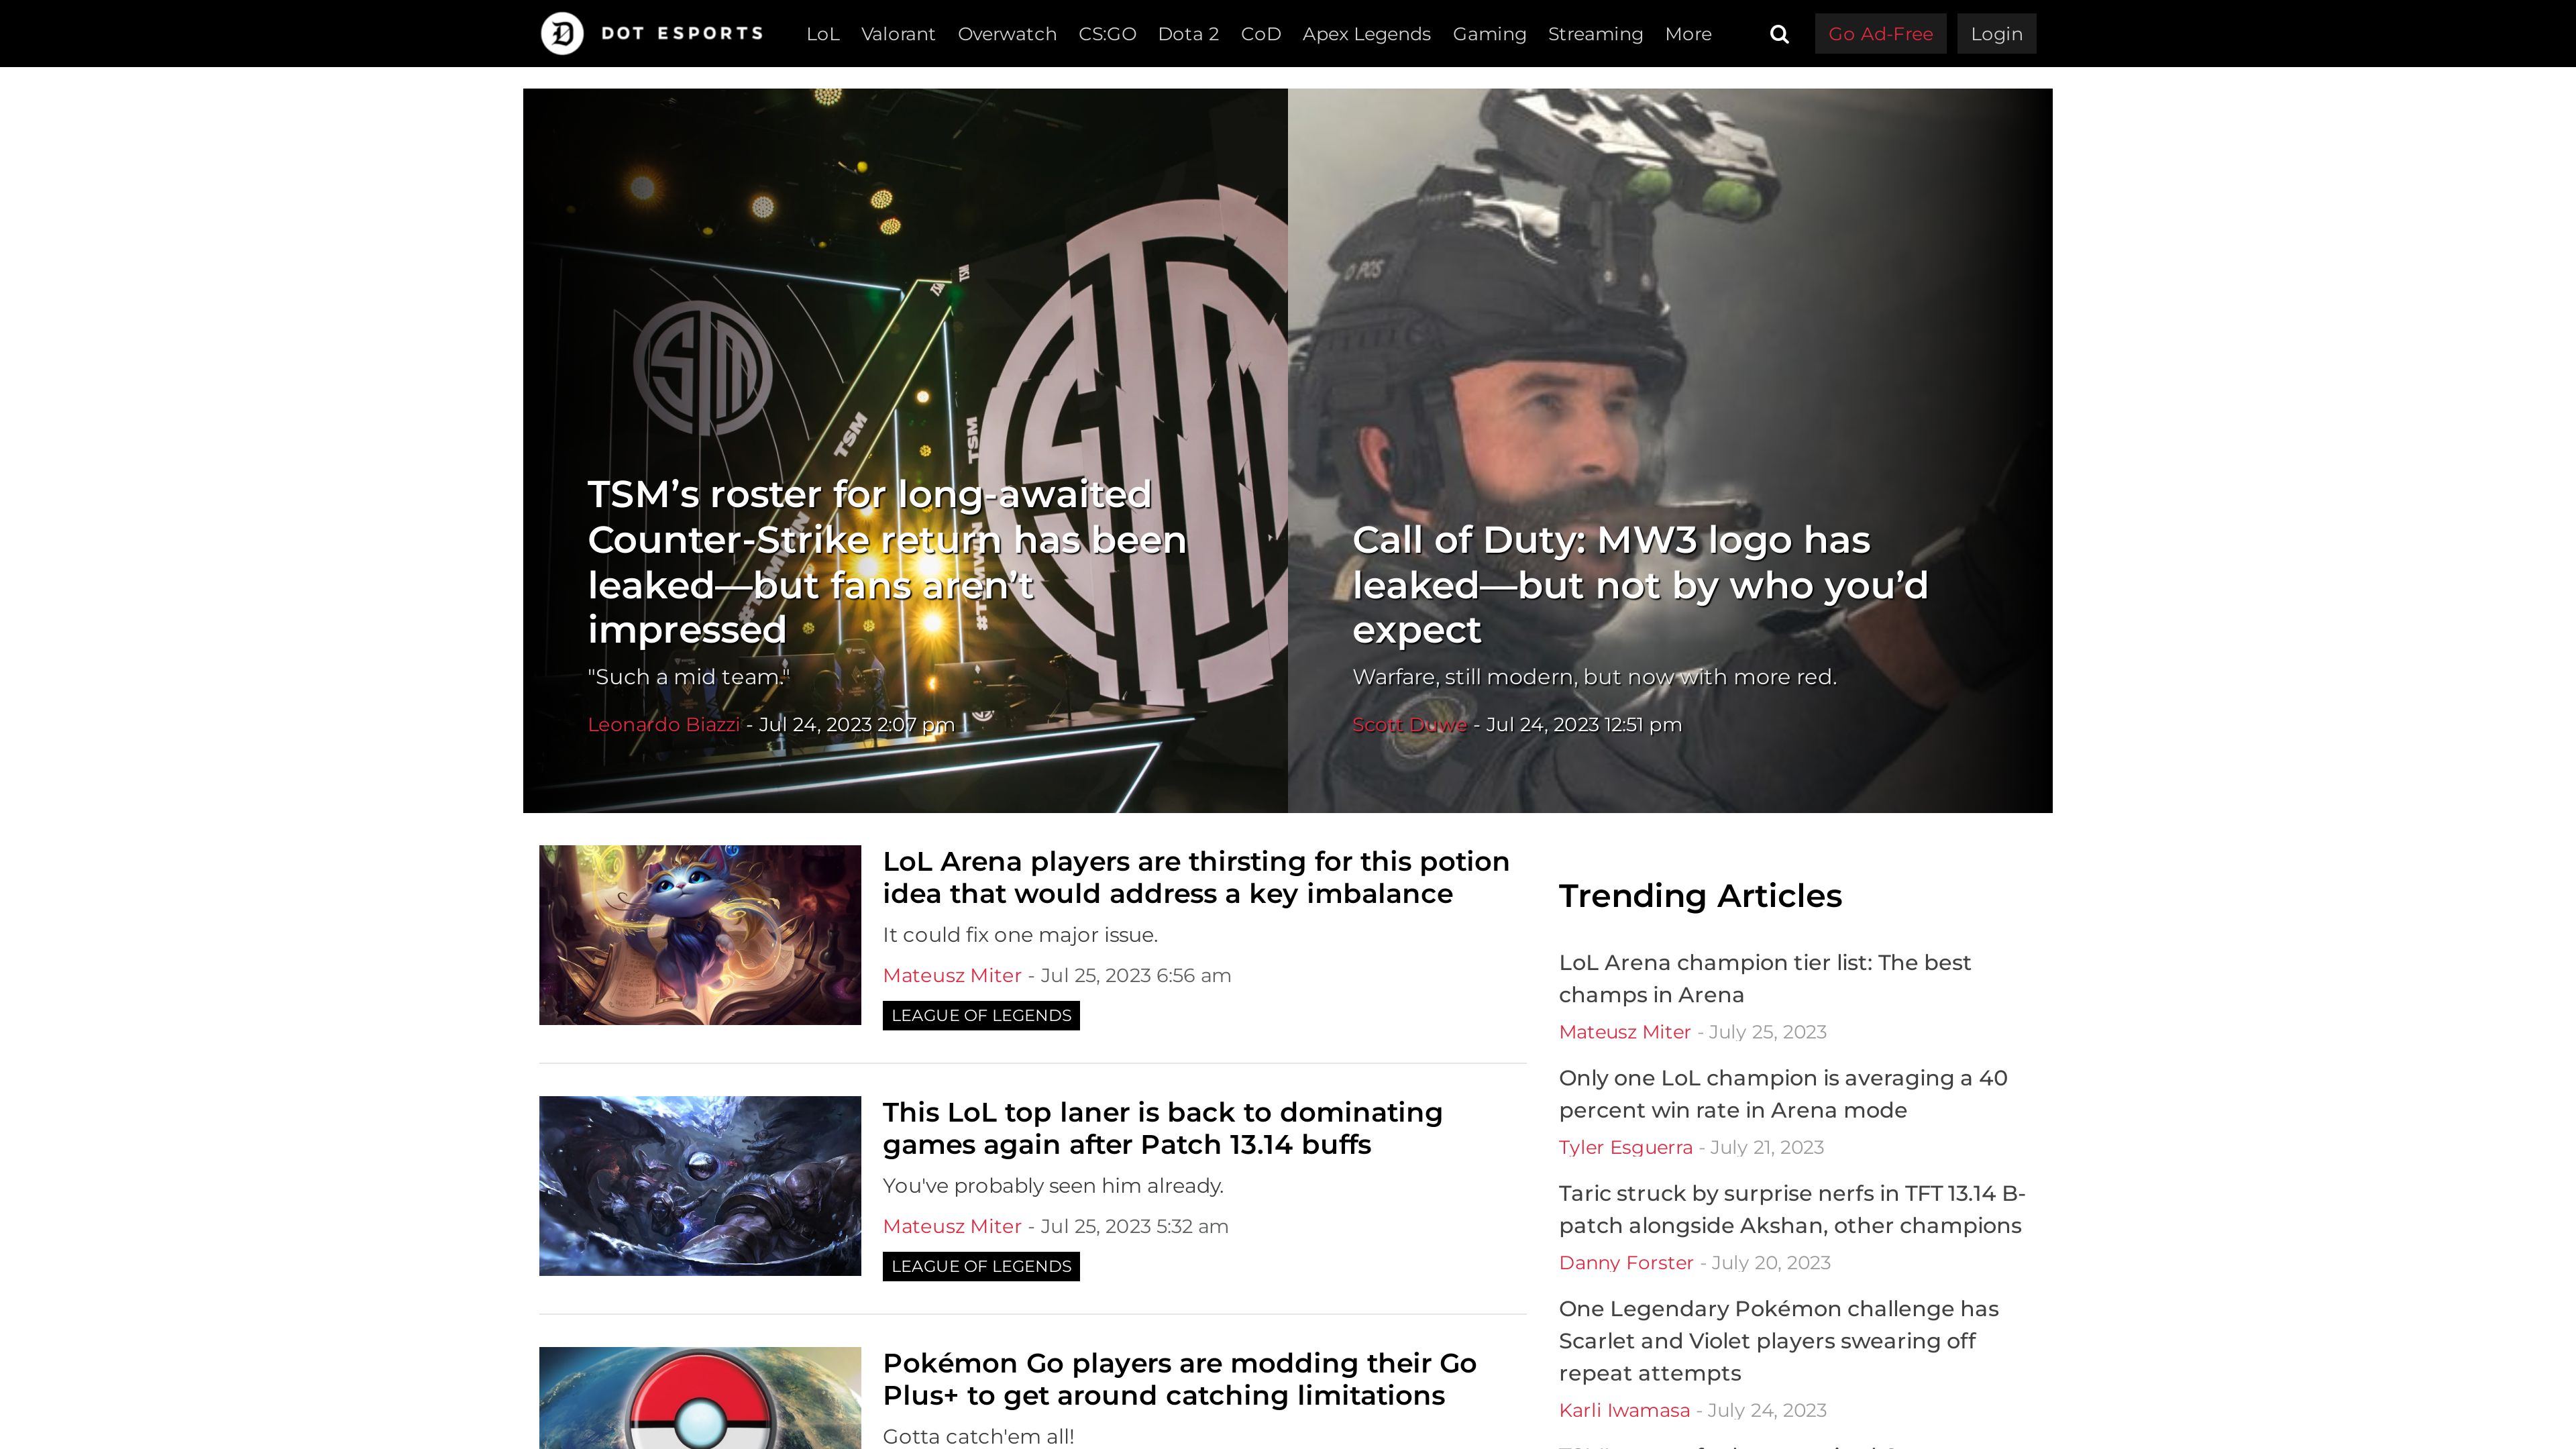 DOT ESPORTS
LoL Valorant Overwatch CS:GO Dota 2 CoD Apex Legends Gaming Streaming More
Go Ad-Free Login
TSM
TSM
TSM’s roster for long-awaited
Counter-Strike return has been
leaked—but fans aren’t
impressed
"Such a mid team."
Leonardo Biazzi - Jul 24, 2023 2:07 pm
O POS
Call of Duty: MW3 logo has
leaked—but not by who you’d
expect
Warfare, still modern, but now with more red.
Scott Duwe - Jul 24, 2023 12:51 pm
LoL Arena players are thirsting for this potion
idea that would address a key imbalance
It could fix one major issue.
Mateusz Miter - Jul 25, 2023 6:56 am
LEAGUE OF LEGENDS
This LoL top laner is back to dominating
games again after Patch 13.14 buffs
You've probably seen him already.
Mateusz Miter - Jul 25, 2023 5:32 am
LEAGUE OF LEGENDS
Pokémon Go players are modding their Go
Plus+ to get around catching limitations
Gotta catch'em all!
Trending Articles
LoL Arena champion tier list: The best
champs in Arena
Mateusz Miter - July 25, 2023
Only one LoL champion is averaging a 40
percent win rate in Arena mode
Tyler Esguerra - July 21, 2023
Taric struck by surprise nerfs in TFT 13.14 B-
patch alongside Akshan, other champions
Danny Forster - July 20, 2023
One Legendary Pokémon challenge has
Scarlet and Violet players swearing off
repeat attempts
Karli Iwamasa - July 24, 2023